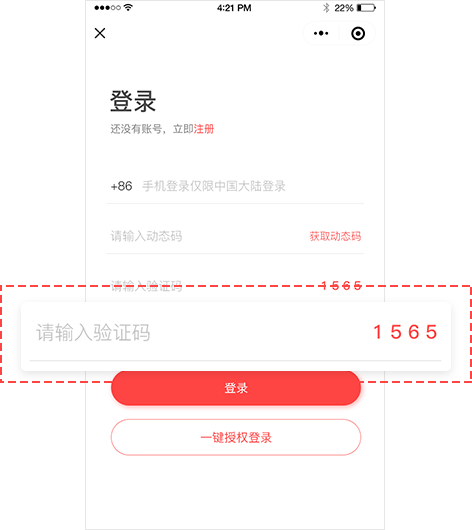 4:21 PM
22%
登录
还没有账号，立即注册
+86 手机登录仅限中国大陆登录
请输入动态码 获取动态码
请输入验证码 1565
请输入验证码 1 5 6 5
登录
一键授权登录